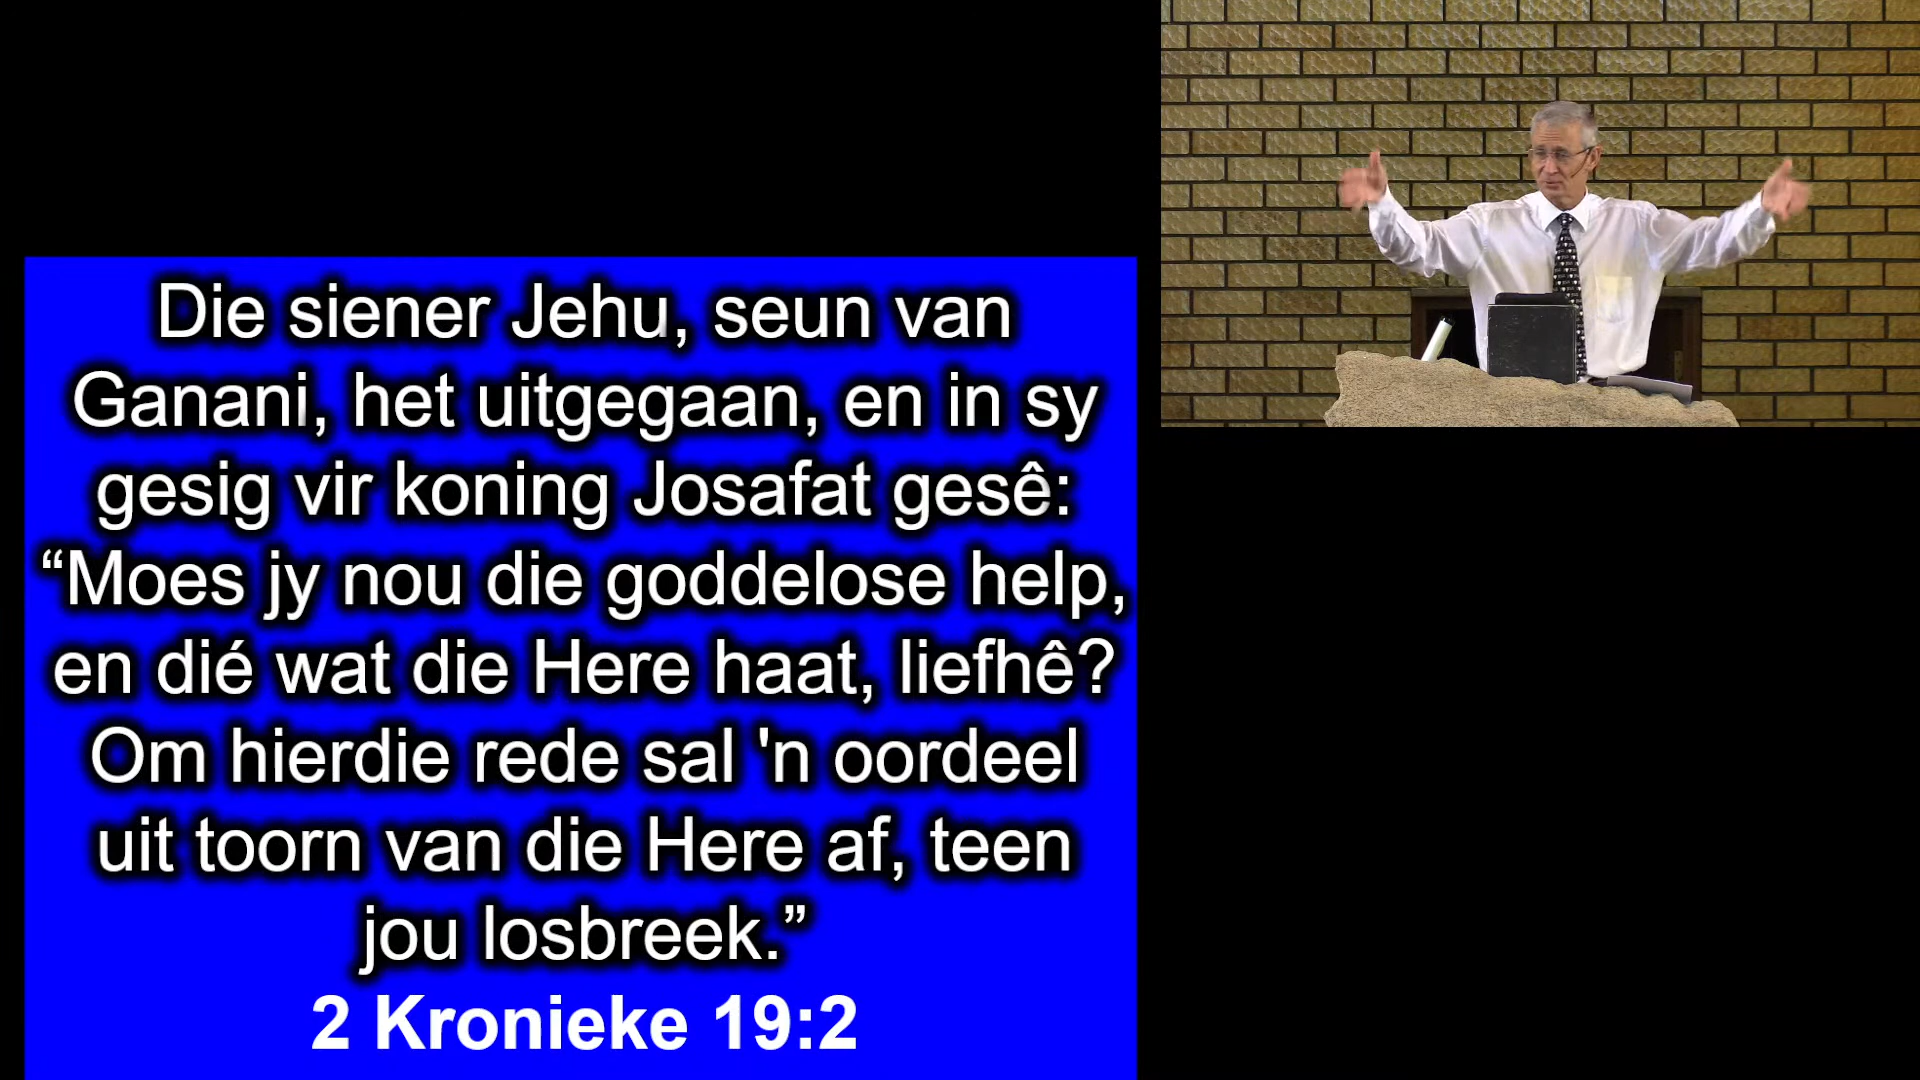 Die siener Jehu, seun van
Ganani, het uitgegaan, en in sy
gesig vir koning Josafat gesê:
“Moes jy nou die goddelose help,
en dié wat die Here haat, liefhê?
Om hierdie rede sal 'n oordeel
uit toorn van die Here af, teen
jou losbreek.”
2 Kronieke 19:2